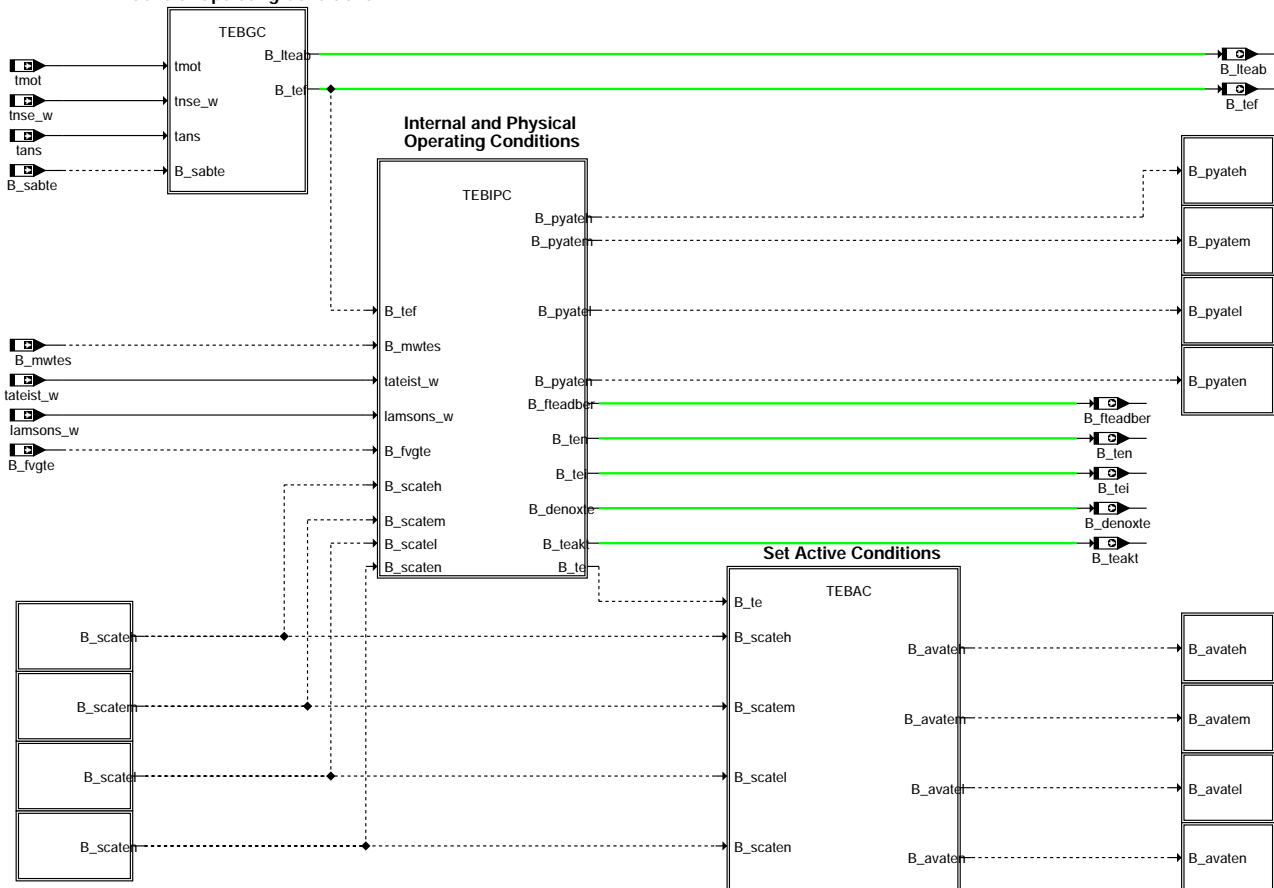 TEBGC
B_lteab
tmot
tmot
B_lteab
B_tef
tnse_w
tnse_w
B_tef
tans
tans
B_sabte
B_sabte
Internal and Physical
Operating Conditions
TEBIPC
B_pyateh
B_pyateh
B_pyatem
B_pyatem
B_tef
B_pyatel
B_pyatel
B_mwtes
B_mwtes
tateist_w
tateist_w
B_pyaten
B_pyaten
B_fteadber
B_fteadber
lamsons_w
lamsons_w
B_ten
B_ten
B_fvgte
B_fvgte
B_tei
B_tei
B_scateh
B_denoxte
B_denoxte
B_scatem
B_scatel
B_teakt
B_teakt
B_scaten
B_te
Set Active Conditions
TEBAC
B_te
B_scateh
B_scateh
B_avateh
B_avateh
B_scatem
B_scatem
B_avatem
B_avatem
B_scatel
B_scatel
B_avatel
B_avatel
B_scaten
B_scaten
B_avaten
B_avaten